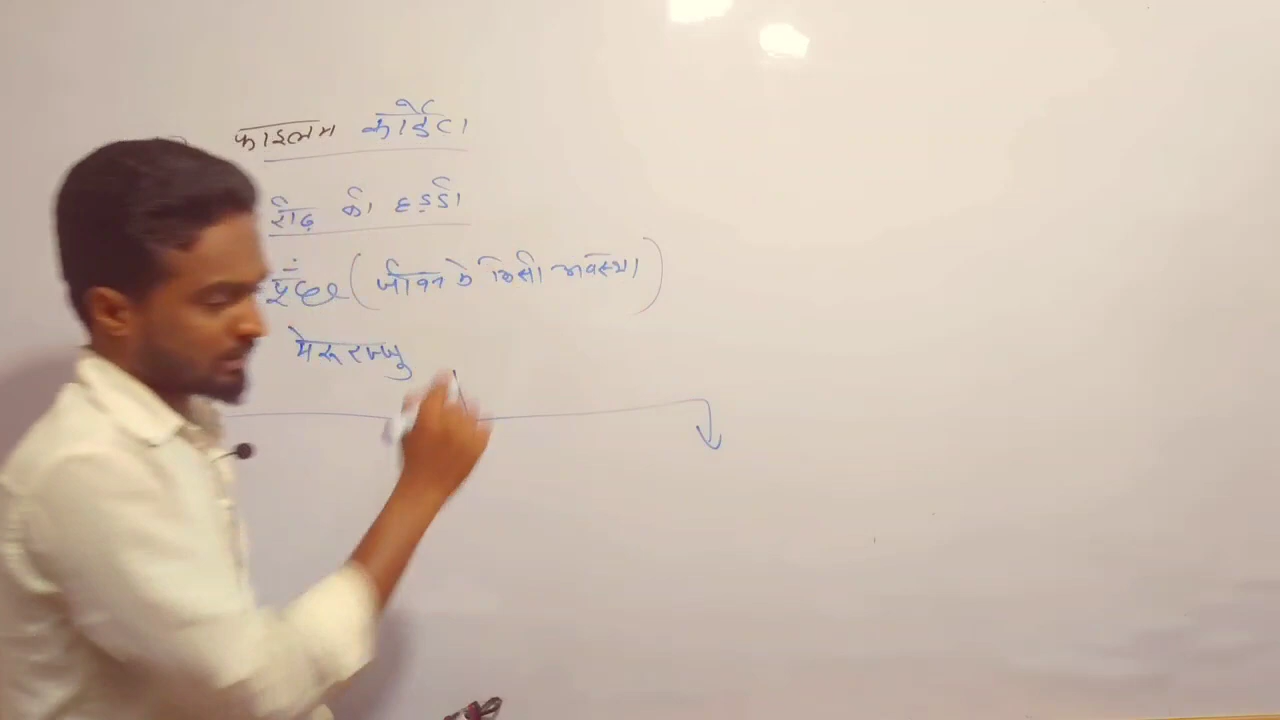 फाइलम कार्डेटा
रीढ़ की हड्डी
पूंछ (जीवन के किसी अवस्था)
मेरूरज्जु